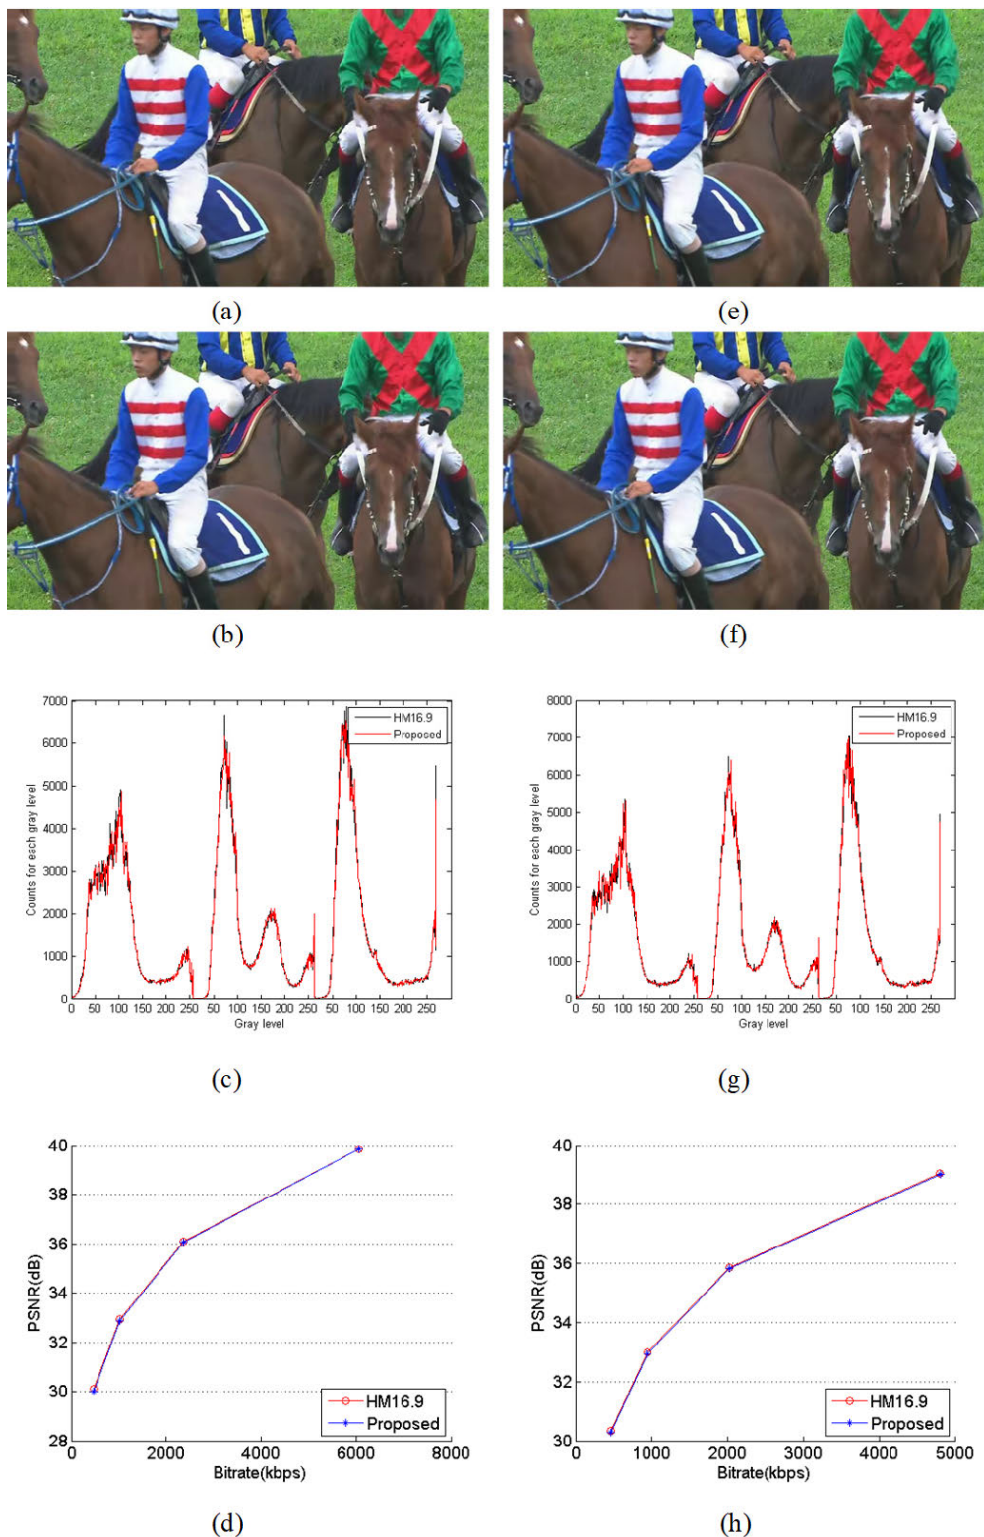 (a)
(e)
1
1
(b)
(f)
1
1
7000
6000
5000
4000
3000
2000
1000
0
Counts for each gray level
HM16.9
Proposed
0 50 100 150 200 250 50 100 150 200 250 50 100 150 200 250
Gray level
(c)
8000
7000
6000
5000
4000
3000
2000
1000
0
Counts for each gray level
HM16.9
Proposed
0 50 100 150 200 250 50 100 150 200 250 50 100 150 200 250
Gray level
(g)
40
38
36
34
32
30
28
PSNR(dB)
HM16.9
Proposed
0 2000 4000 6000 8000
Bitrate(kbps)
(d)
40
38
36
34
32
30
PSNR(dB)
HM16.9
Proposed
0 1000 2000 3000 4000 5000
Bitrate(kbps)
(h)